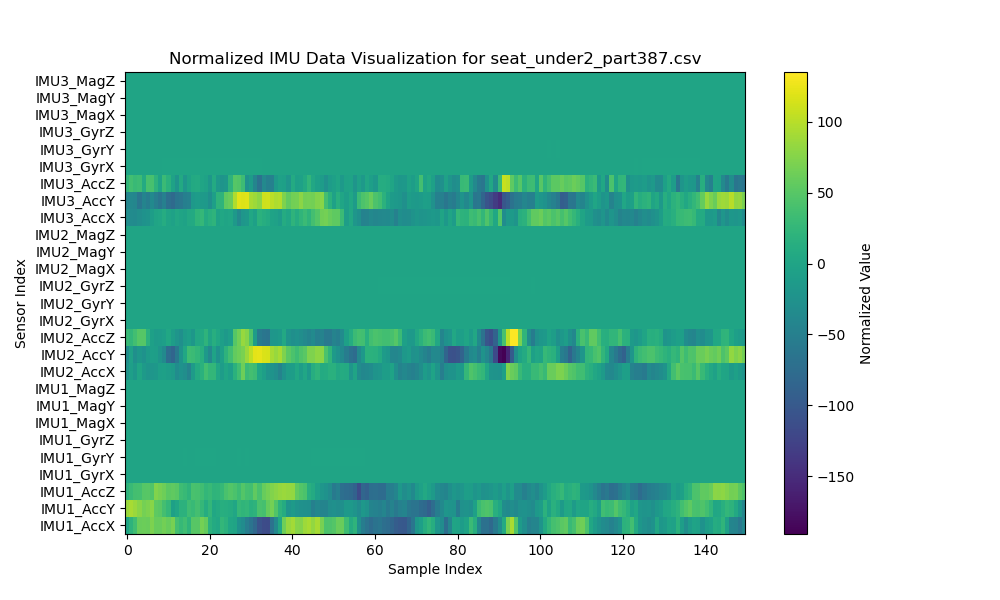 Normalized IMU Data Visualization for seat_under2_part387.csv
IMU3_MagZ
IMU3_MagY
IMU3_MagX
IMU3_GyrZ
IMU3_GyrY
IMU3_GyrX
IMU3_AccZ
IMU3_AccY
IMU3_AccX
IMU2_MagZ
IMU2_MagY
IMU2_MagX
IMU2_GyrZ
IMU2_GyrY
IMU2_GyrX
IMU2_AccZ
IMU2_AccY
IMU2_AccX
IMU1_MagZ
IMU1_MagY
IMU1_MagX
IMU1_GyrZ
IMU1_GyrY
IMU1_GyrX
IMU1_AccZ
IMU1_AccY
IMU1_AccX
Sensor Index
0 20 40 60 80 100 120 140
Sample Index
100
50
0
−50
−100
−150
Normalized Value